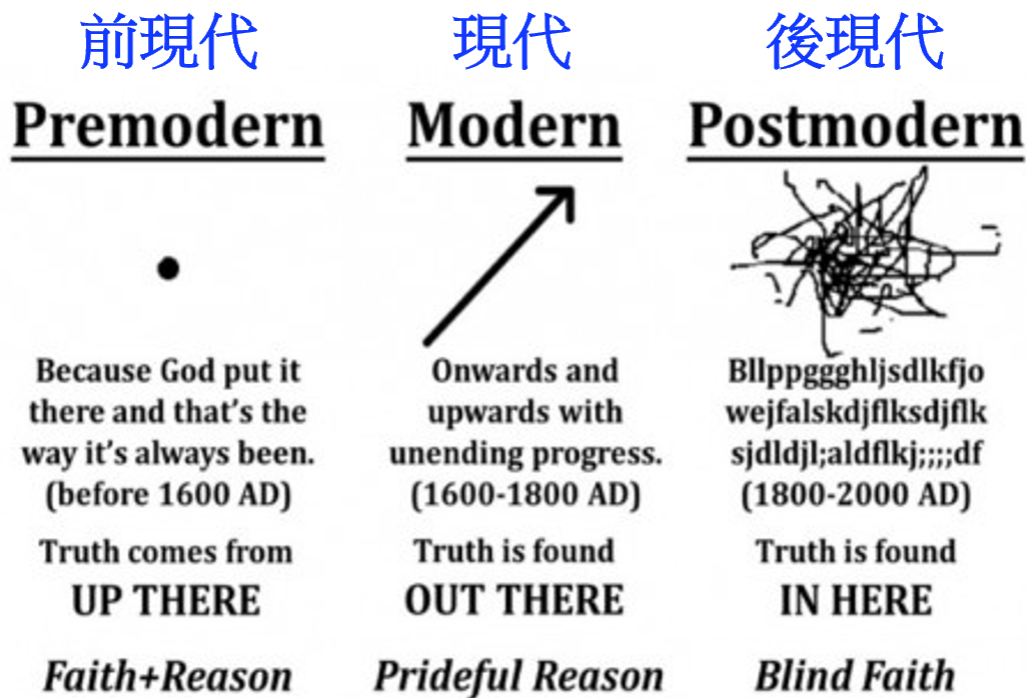 前現代
Premodern
Because God put it
there and that's the
way it's always been.
(before 1600 AD)
Truth comes from
UP THERE
Faith+Reason
現代
Modern
Onwards and
upwards with
unending progress.
(1600-1800 AD)
Truth is found
OUT THERE
Prideful Reason
後現代
Postmodern
Bllppggghljsdlkfjo
wejfalskdjflksdjflk
sjdldjl;aldflkj;;;;df
(1800-2000 AD)
Truth is found
IN HERE
Blind Faith